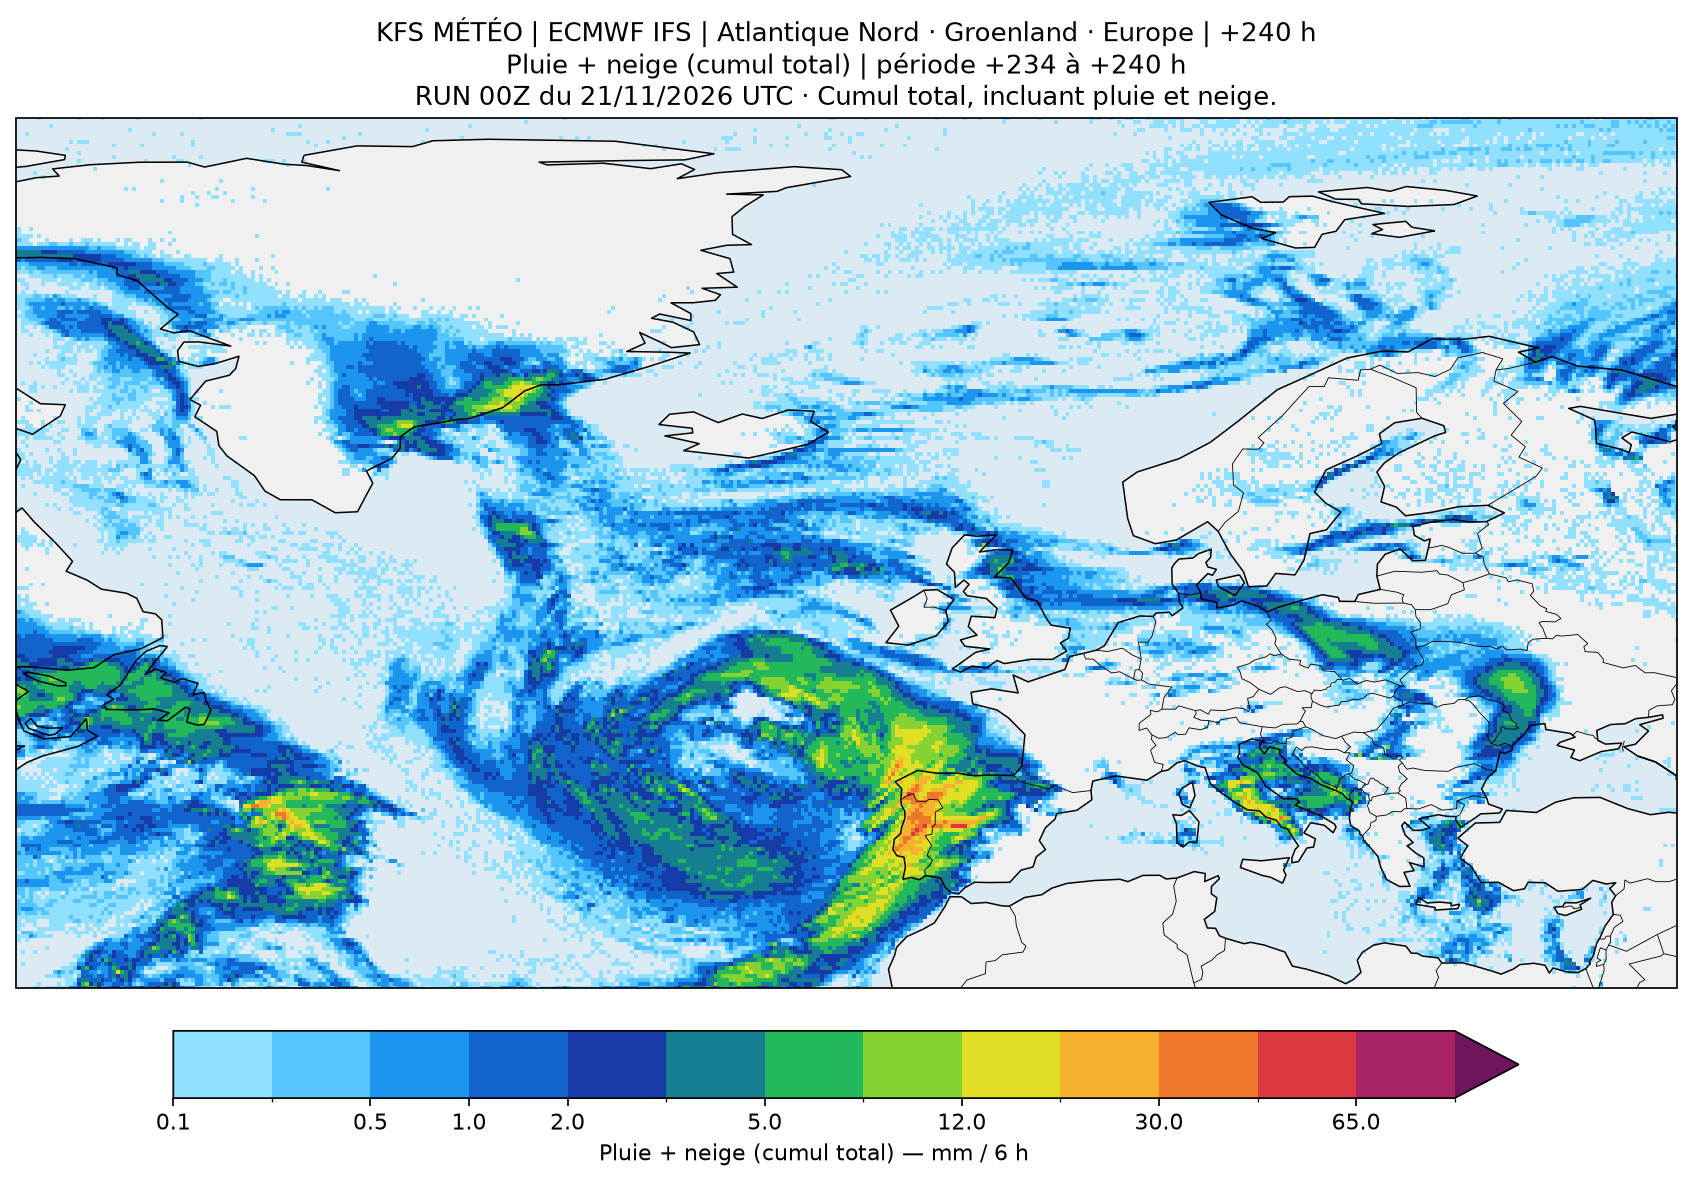 KFS MÉTÉO | ECMWF IFS | Atlantique Nord · Groenland · Europe | +240 h
Pluie + neige (cumul total) | période +234 à +240 h
RUN 00Z du 21/11/2026 UTC · Cumul total, incluant pluie et neige.
0.1 0.5 1.0 2.0 5.0 12.0 30.0 65.0
Pluie + neige (cumul total) — mm / 6 h